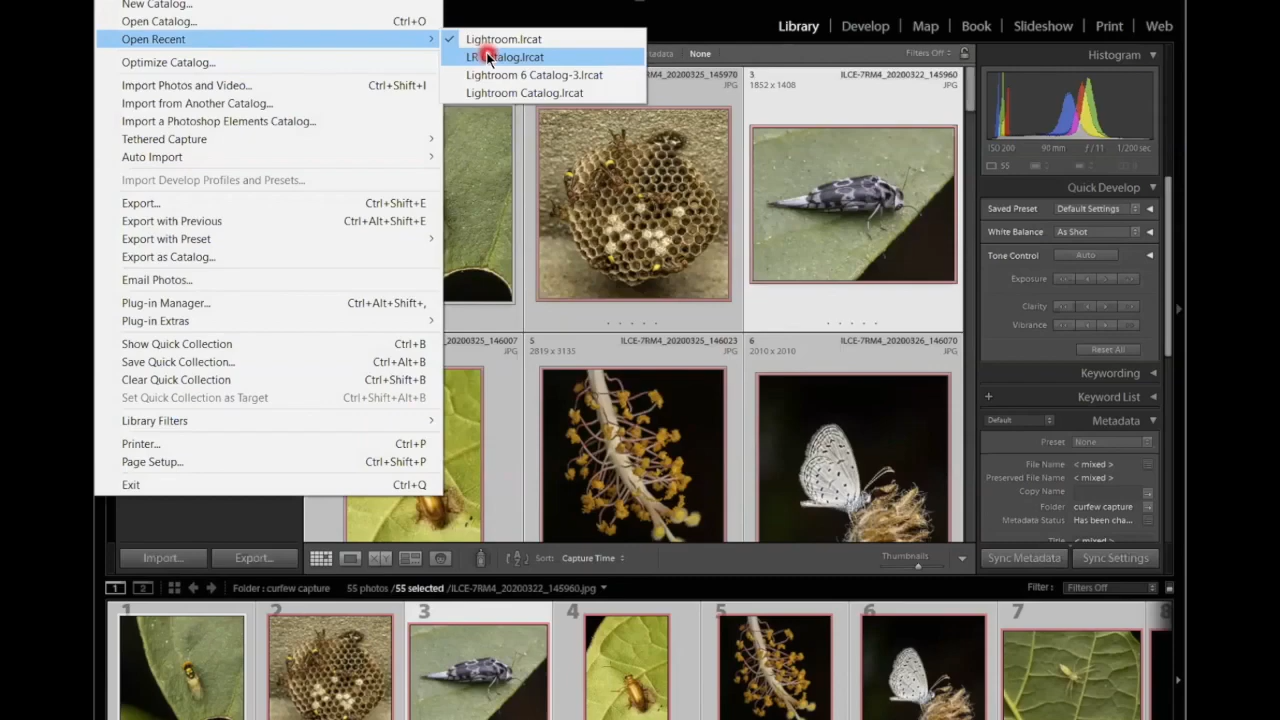 New Catalog...
Open Catalog... Ctrl+O
Open Recent
Optimize Catalog...
Import Photos and Video... Ctrl+Shift+I
Import from Another Catalog...
Import a Photoshop Elements Catalog...
Tethered Capture
Auto Import
Import Develop Profiles and Presets...
Export... Ctrl+Shift+E
Export with Previous Ctrl+Alt+Shift+E
Export with Preset
Export as Catalog...
Email Photos...
Plug-in Manager... Ctrl+Alt+Shift+,
Plug-in Extras
Show Quick Collection Ctrl+B
Save Quick Collection... Ctrl+Alt+B
Clear Quick Collection Ctrl+Shift+B
Set Quick Collection as Target Ctrl+Shift+Alt+B
Library Filters
Printer... Ctrl+P
Page Setup... Ctrl+Shift+P
Exit Ctrl+Q
Lightroom.lrcat
Lightroom 6 Catalog-3.lrcat
Lightroom Catalog.lrcat
Library Develop Map Book Slideshow Print Web
None
Filters Off
145970
JPG
3 ILCE-7RM4_20200322_145960
1852 x 1408 JPG
_20200325_146007
JPG
5 ILCE-7RM4_20200325_146023
2819 x 3135 JPG
6 ILCE-7RM4_20200326_146070
2010 x 2010 JPG
Histogram
ISO 200 90 mm ƒ / 11 1/200 sec
55
Quick Develop
Saved Preset Default Settings
White Balance As Shot
Tone Control Auto
Exposure
Clarity
Vibrance
Reset All
Keywording
+ Keyword List
Default Metadata
Preset None
File Name < mixed >
Preserved File Name < mixed >
Copy Name
Folder curfew capture
Metadata Status Has been cha...
Title < mixed >
Import... Export...
Sort: Capture Time
Thumbnails
Sync Metadata Sync Settings
1 2 Folder : curfew capture 55 photos / 55 selected / ILCE-7RM4_20200322_145960.jpg
Filter : Filters Off
1 2 3 4 5 6 7 8